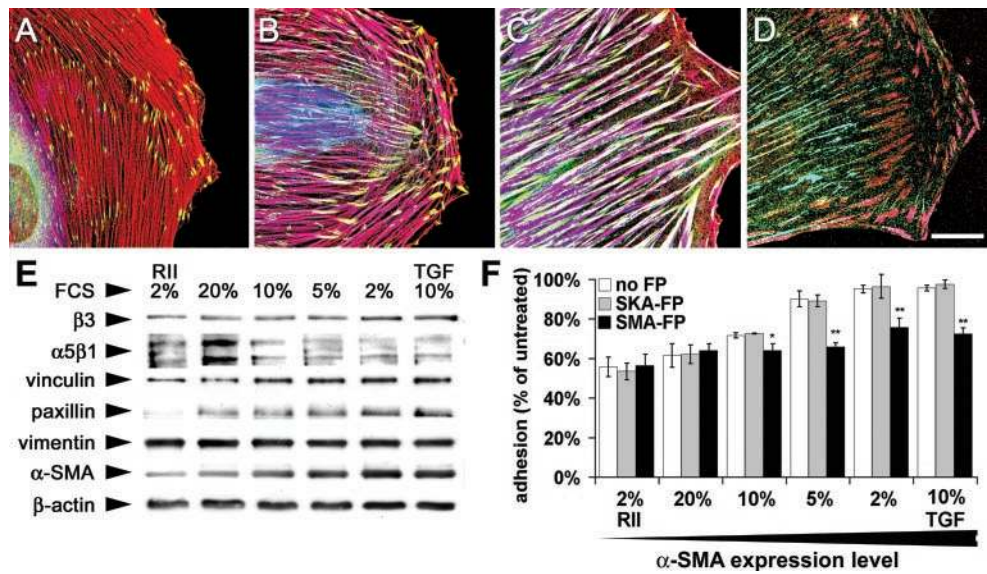 A B C D
E RII TGF
FCS 2% 20% 10% 5% 2% 10%
β3
α5β1
vinculin
paxillin
vimentin
α-SMA
β-actin
F
adhesion (% of untreated)
100%
80%
60%
40%
20%
0%
no FP
SKA-FP
SMA-FP
* ** ** **
2% 20% 10% 5% 2% 10%
RII TGF
α-SMA expression level